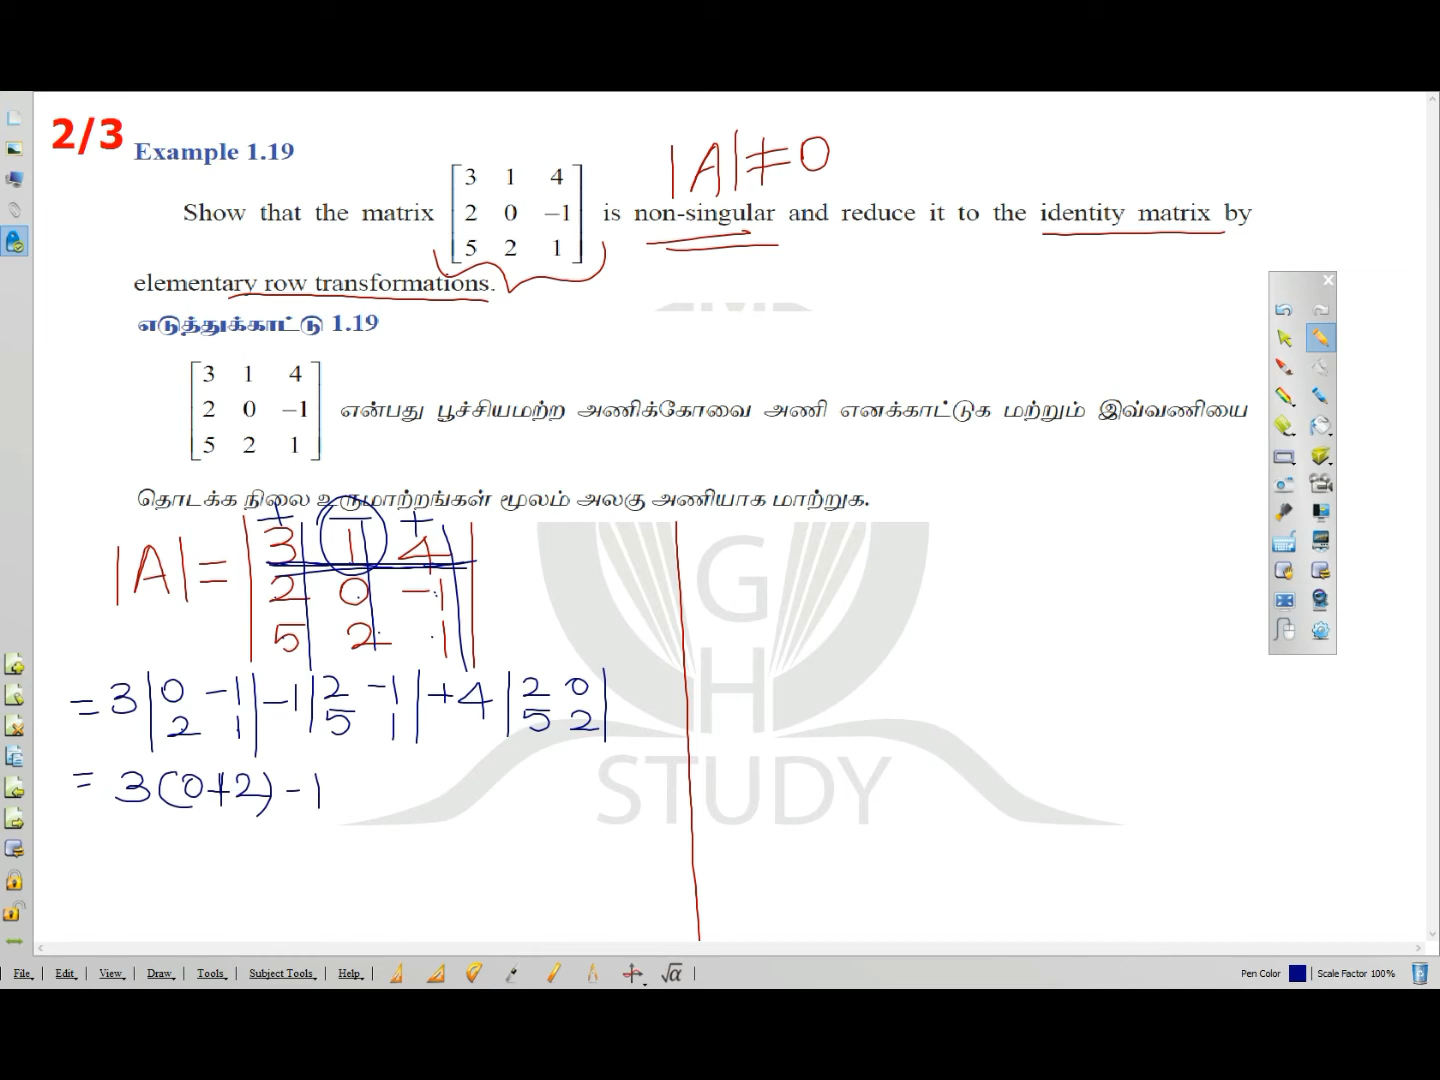 2/3
Example 1.19
|A| ≠ 0
3 1 4
Show that the matrix 2 0 −1 is non-singular and reduce it to the identity matrix by
5 2 1
elementary row transformations.
எடுத்துக்காட்டு 1.19
3 1 4
2 0 −1 என்பது பூச்சியமற்ற அணிக்கோவை அணி எனக்காட்டுக மற்றும் இவ்வணியை
5 2 1
தொடக்க நிலை உருமாற்றங்கள் மூலம் அலகு அணியாக மாற்றுக.
+ − +
|A| = | 3 1 4 |
2 0 −1
5 2 1
= 3 | 0 −1 | − 1 | 2 −1 | + 4 | 2 0 |
2 1 5 1 5 2
= 3(0+2) − 1
G
H
STUDY
File Edit View Draw Tools Subject Tools Help √α Pen Color Scale Factor 100%